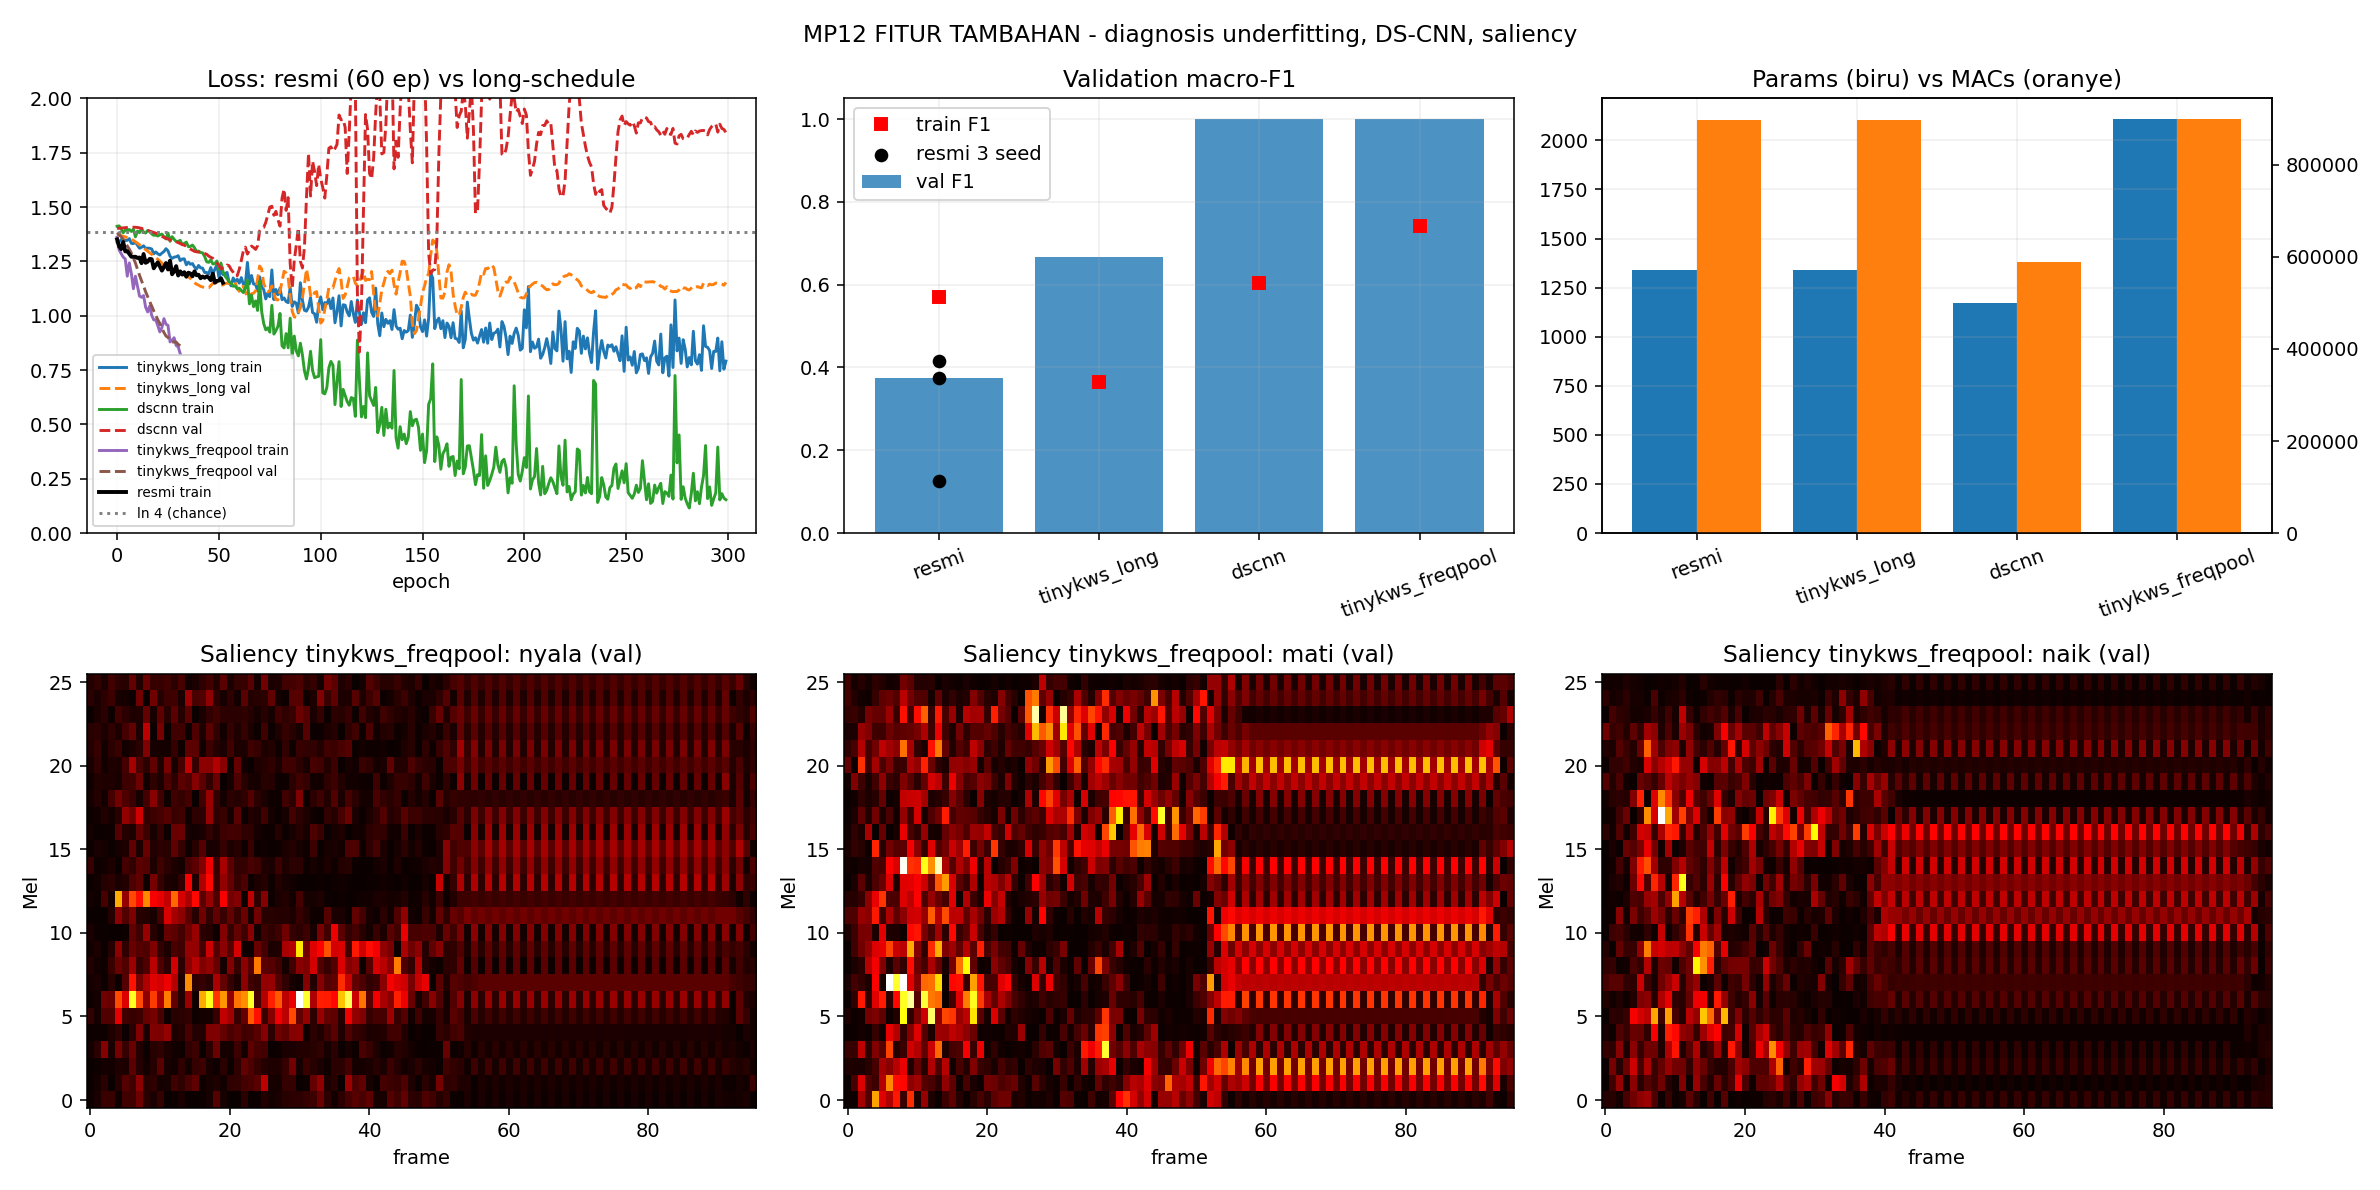 MP12 FITUR TAMBAHAN - diagnosis underfitting, DS-CNN, saliency
Loss: resmi (60 ep) vs long-schedule
2.00
1.75
1.50
1.25
1.00
0.75
0.50
0.25
0.00
tinykws_long train
tinykws_long val
dscnn train
dscnn val
tinykws_freqpool train
tinykws_freqpool val
resmi train
ln 4 (chance)
0 50 100 150 200 250 300
epoch
Validation macro-F1
1.0
0.8
0.6
0.4
0.2
0.0
train F1
resmi 3 seed
val F1
resmi tinykws_long dscnn tinykws_freqpool
Params (biru) vs MACs (oranye)
2000
1750
1500
1250
1000
750
500
250
0
800000
600000
400000
200000
0
resmi tinykws_long dscnn tinykws_freqpool
Saliency tinykws_freqpool: nyala (val)
Mel
25
20
15
10
5
0
0 20 40 60 80
frame
Saliency tinykws_freqpool: mati (val)
Mel
25
20
15
10
5
0
0 20 40 60 80
frame
Saliency tinykws_freqpool: naik (val)
Mel
25
20
15
10
5
0
0 20 40 60 80
frame